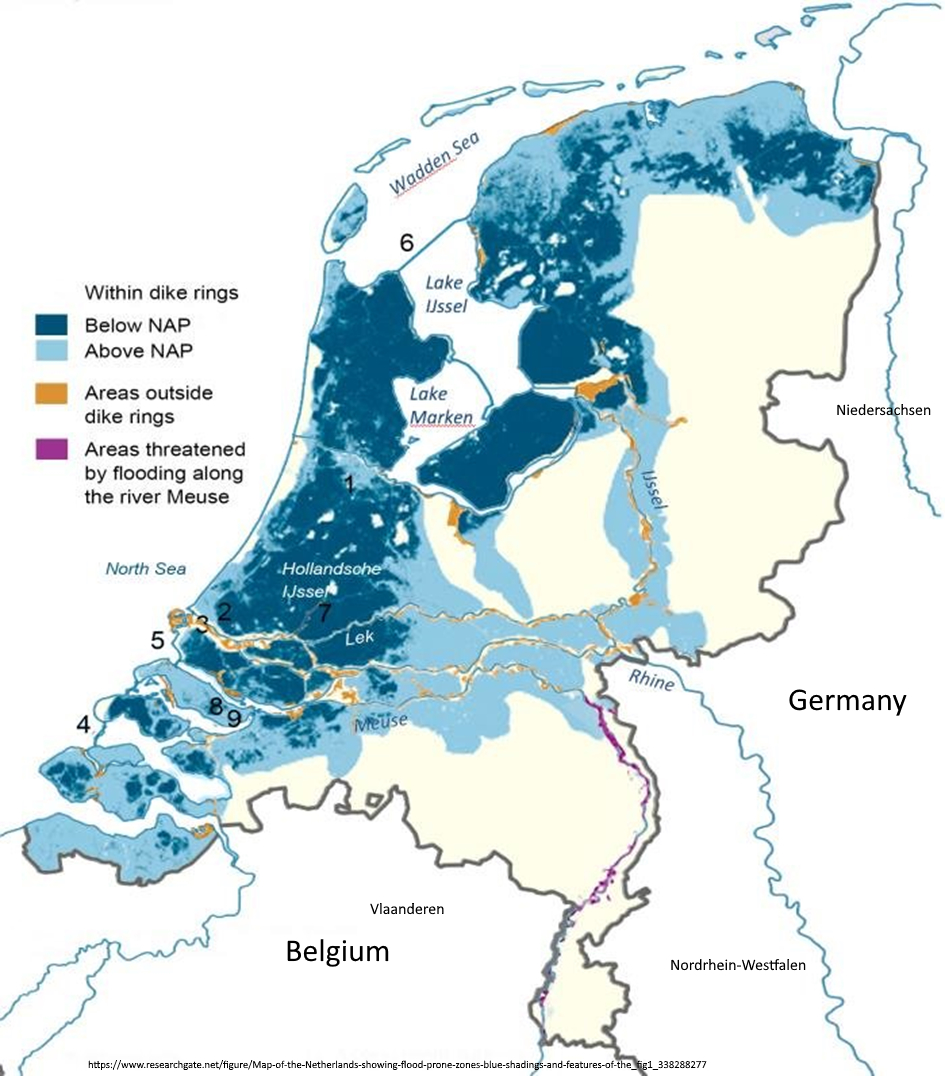 Wadden Sea
6
Lake
IJssel
Within dike rings
Below NAP
Above NAP
Areas outside
dike rings
Areas threatened
by flooding along
the river Meuse
Lake
Marken
Niedersachsen
1
IJssel
North Sea
Hollandsche
IJssel
2
7
3
5
Lek
Rhine
Germany
8
9
4
Meuse
Vlaanderen
Belgium
Nordrhein-Westfalen
https://www.researchgate.net/figure/Map-of-the-Netherlands-showing-flood-prone-zones-blue-shadings-and-features-of-the_fig1_338288277